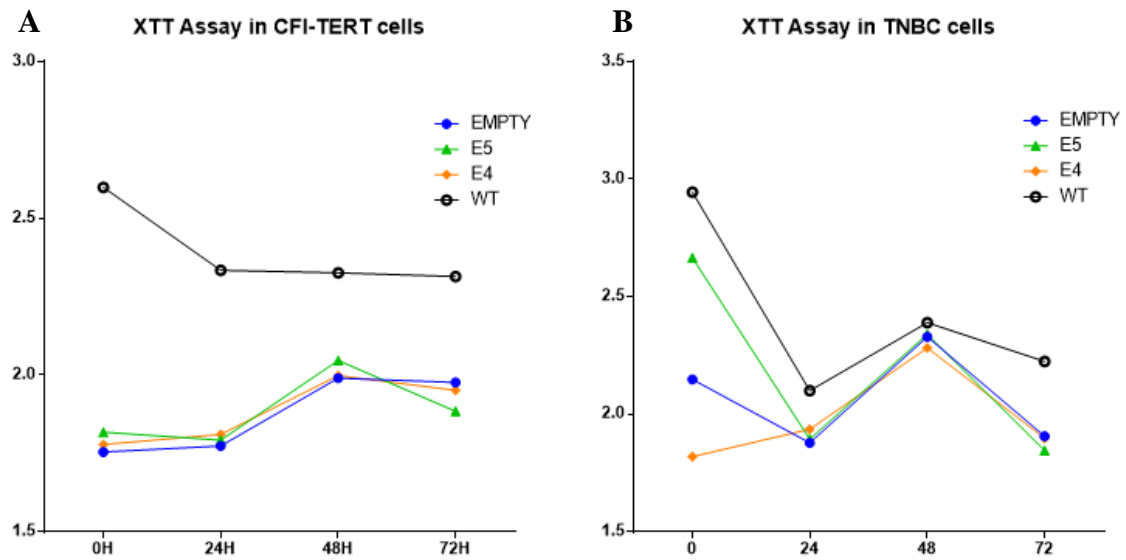 A
XTT Assay in CFI-TERT cells
3.0
2.5
2.0
1.5
0H 24H 48H 72H
EMPTY
E5
E4
WT
B
XTT Assay in TNBC cells
3.5
3.0
2.5
2.0
1.5
0 24 48 72
EMPTY
E5
E4
WT